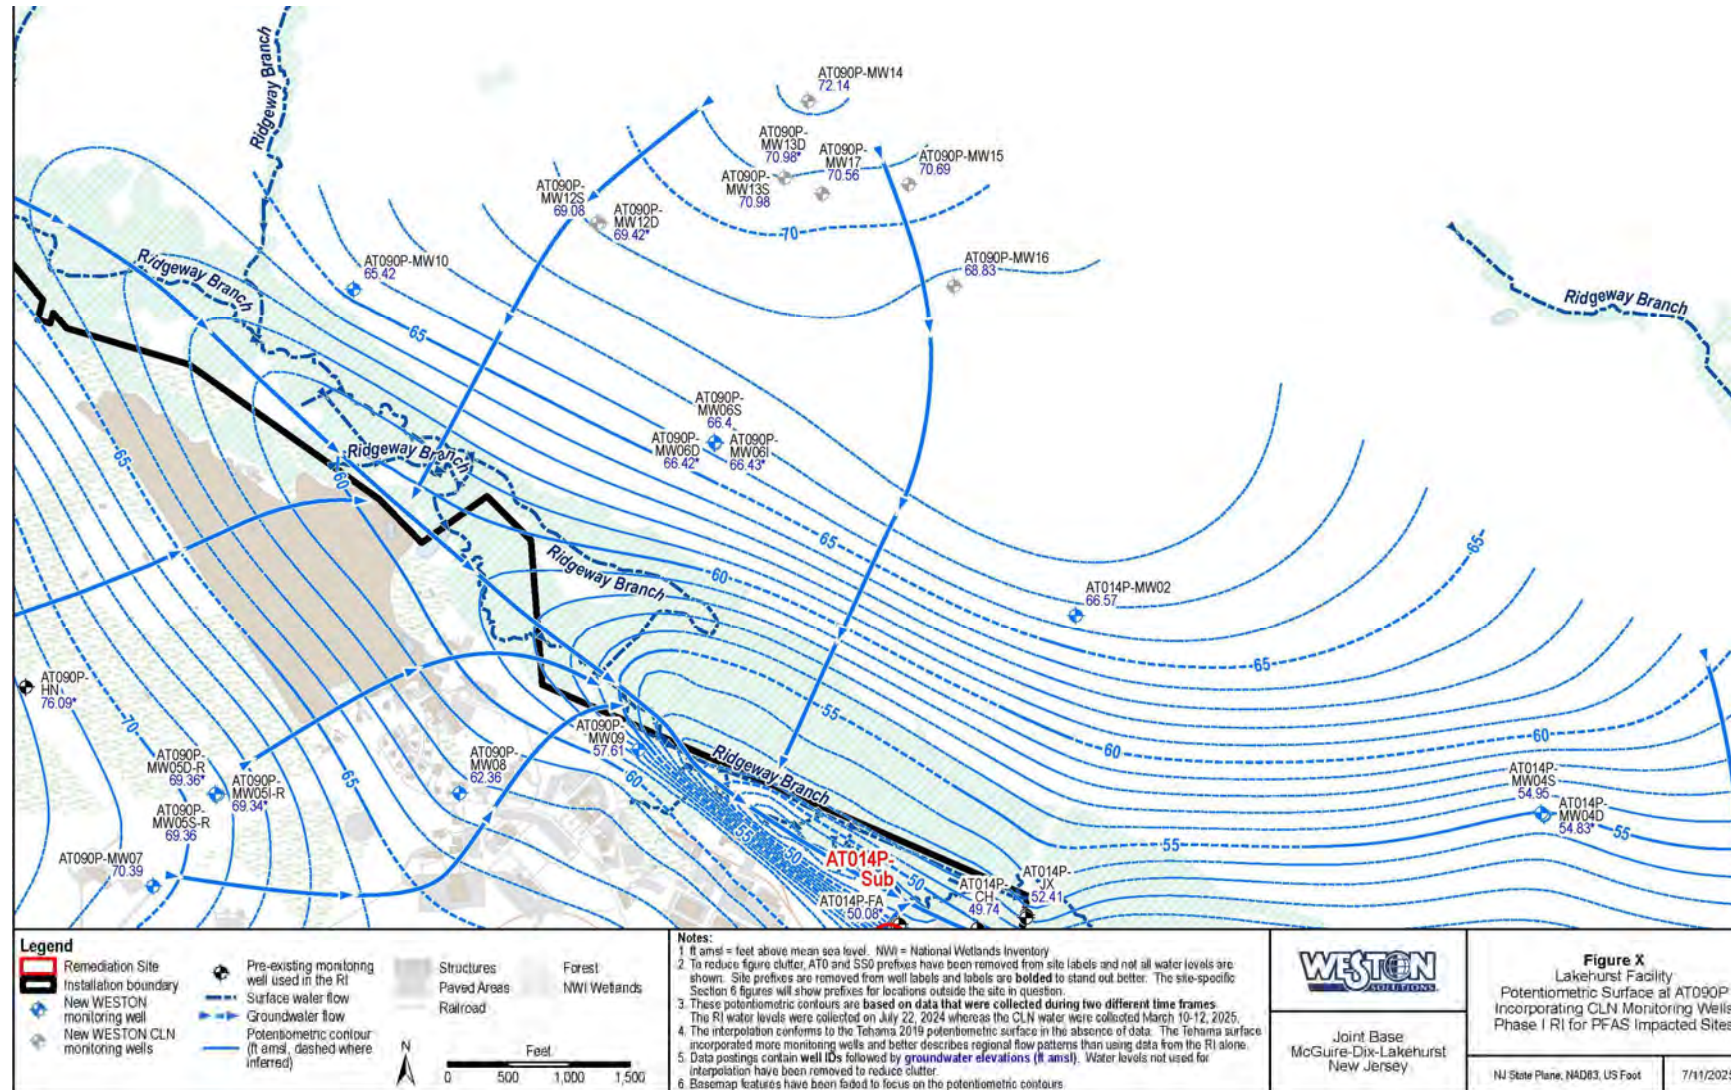 Ridgeway Branch
AT090P-MW14
72.14
AT090P-
MW13D
70.98*
AT090P-
MW17
70.56
AT090P-MW15
70.69
AT090P-
MW13S
70.98
AT090P-
MW12S
69.08
AT090P-
MW12D
69.42*
70
AT090P-MW10
65.42
AT090P-MW16
68.83
Ridgeway Branch
Ridgeway Branch
65
AT090P-
MW06S
66.4
AT090P-
MW06D
66.42*
AT090P-
MW06I
66.43*
Ridgeway Branch
65
60
65
65
Ridgeway Branch
60
AT014P-MW02
66.57
65
AT090P-
HN
76.09*
70
55
60
60
AT090P-
MW09
57.61
AT090P-
MW05D-R
69.36*
AT090P-
MW05I-R
69.34*
AT090P-
MW05S-R
69.36
65
AT090P-
MW08
62.36
60
Ridgeway Branch
AT014P-
MW04S
54.95
AT014P-
MW04D
54.83*
55
55
55
50
AT090P-MW07
70.39
AT014P-
Sub
50
AT014P-FA
50.08*
AT014P-
CH
49.74
AT014P-
JX
52.41
Legend
Remediation Site
Installation boundary
New WESTON
monitoring well
New WESTON CLN
monitoring wells
Pre-existing monitoring
well used in the RI
Surface water flow
Groundwater flow
Potentiometric contour
(ft amsl, dashed where
inferred)
Structures
Paved Areas
Railroad
Forest
NWI Wetlands
N
Feet
0 500 1,000 1,500
Notes:
1 ft amsl = feet above mean sea level. NWI = National Wetlands Inventory
2 To reduce figure clutter, AT0 and SS0 prefixes have been removed from site labels and not all water levels are
shown. Site prefixes are removed from well labels and labels are bolded to stand out better. The site-specific
Section 6 figures will show prefixes for locations outside the site in question.
3. These potentiometric contours are based on data that were collected during two different time frames.
The RI water levels were collected on July 22, 2024 whereas the CLN water were collected March 10-12, 2025.
4. The interpolation conforms to the Tehama 2019 potentiometric surface in the absence of data. The Tehama surface
incorporated more monitoring wells and better describes regional flow patterns than using data from the RI alone.
5. Data postings contain well IDs followed by groundwater elevations (ft amsl). Water levels not used for
interpolation have been removed to reduce clutter.
6. Basemap features have been faded to focus on the potentiometric contours
WESTON
SOLUTIONS
Joint Base
McGuire-Dix-Lakehurst
New Jersey
Figure X
Lakehurst Facility
Potentiometric Surface at AT090P
Incorporating CLN Monitoring Wells
Phase I RI for PFAS Impacted Sites
NJ State Plane, NAD83, US Foot
7/11/202